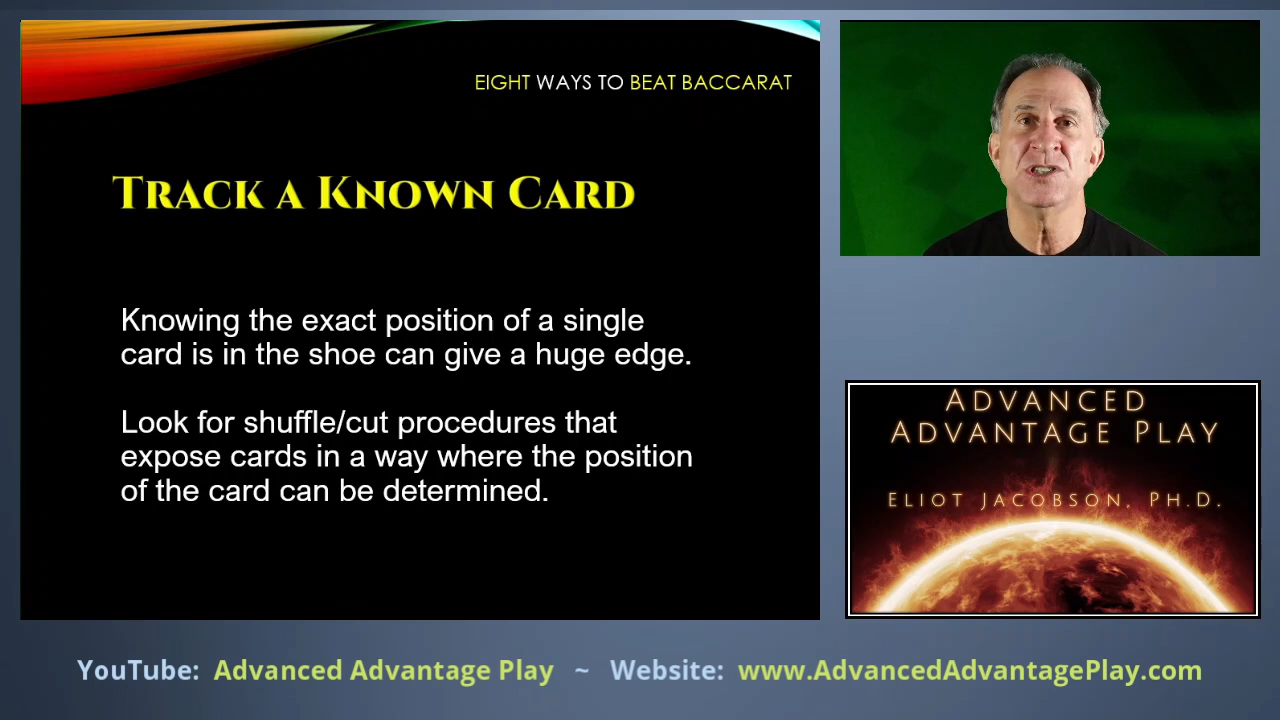 EIGHT WAYS TO BEAT BACCARAT
TRACK A KNOWN CARD
Knowing the exact position of a single
card is in the shoe can give a huge edge.
Look for shuffle/cut procedures that
expose cards in a way where the position
of the card can be determined.
ADVANCED
ADVANTAGE PLAY
ELIOT JACOBSON, PH.D.
YouTube: Advanced Advantage Play ~ Website: www.AdvancedAdvantagePlay.com